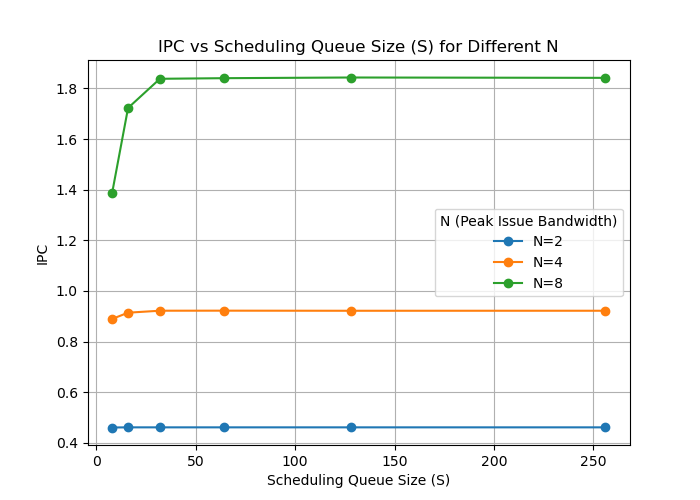 IPC vs Scheduling Queue Size (S) for Different N
IPC
1.8
1.6
1.4
1.2
1.0
0.8
0.6
0.4
N (Peak Issue Bandwidth)
N=2
N=4
N=8
0 50 100 150 200 250
Scheduling Queue Size (S)